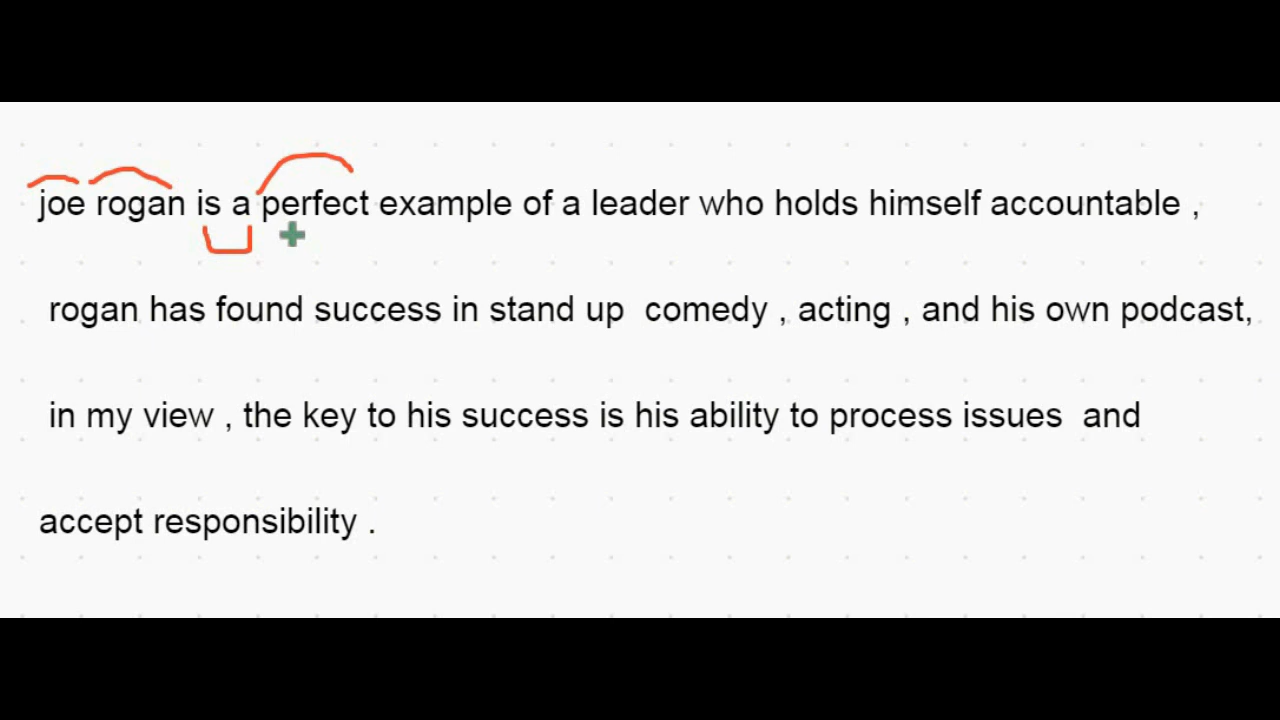 joe rogan is a perfect example of a leader who holds himself accountable ,
rogan has found success in stand up  comedy , acting , and his own podcast,
in my view , the key to his success is his ability to process issues  and
accept responsibility .